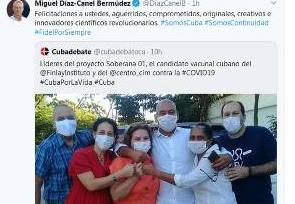 Miguel Díaz-Canel Bermúdez @DíazCanelB · 1h
Felicitaciones a ustedes, aguerridos, comprometidos, originales, creativos e
innovadores científicos revolucionarios. #SomosCuba #SomosContinuidad
#FidelPorSiempre
Cubadebate @cubadebatecu · 10h
Líderes del proyecto Soberana 01, el candidato vacunal cubano del
@FinlayInstituto y del @centro_cim contra la #COVID19
#CubaPorLaVida #Cuba